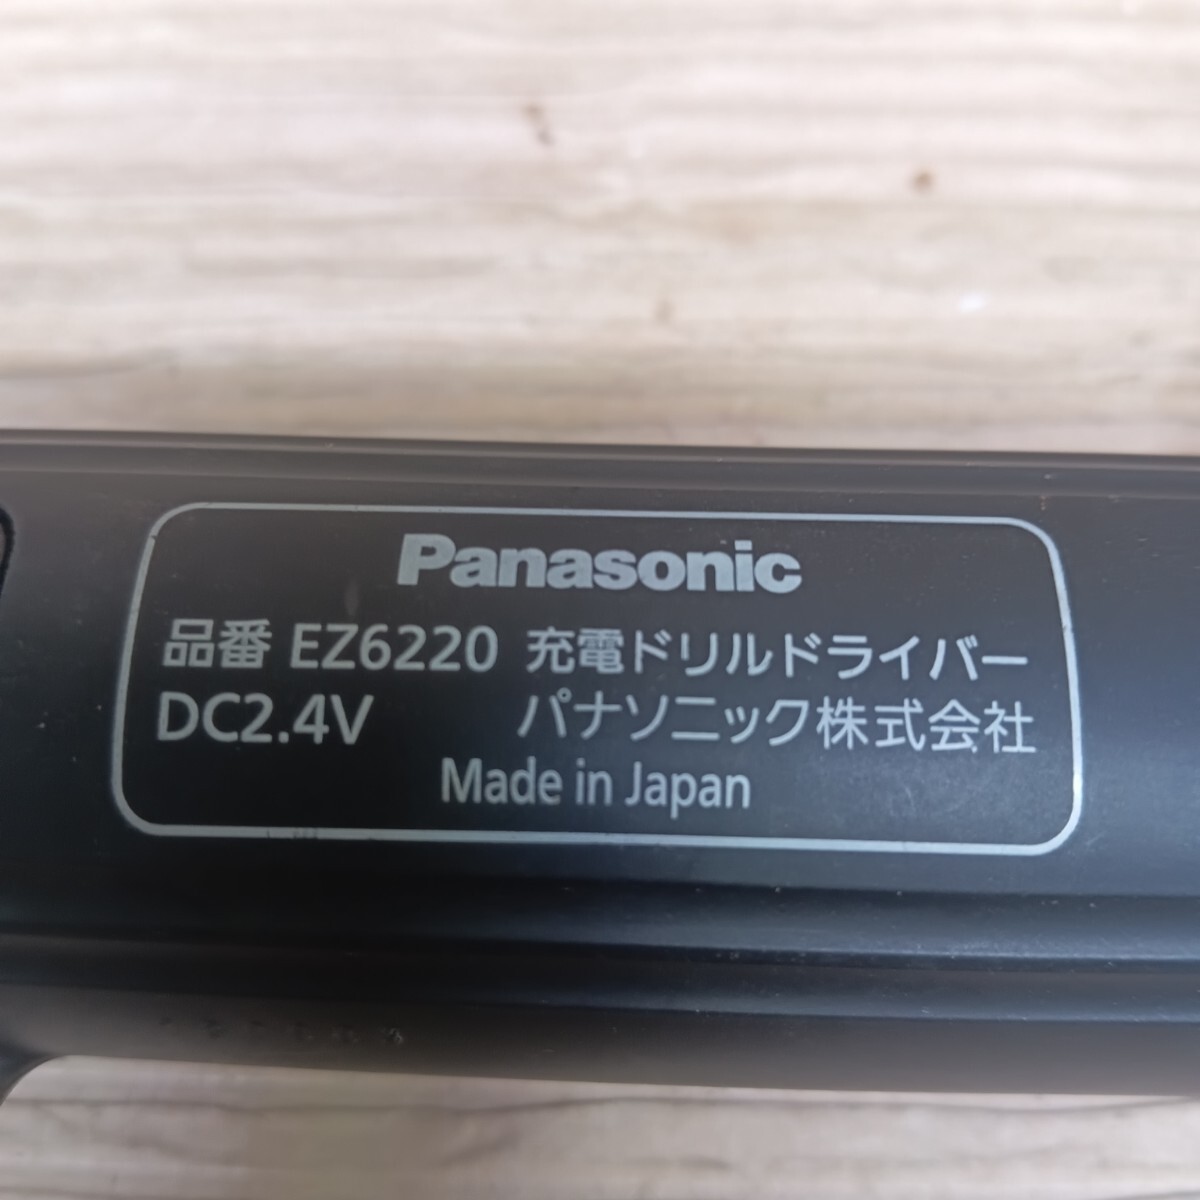 Panasonic
品番 EZ6220 充電ドリルドライバー
DC2.4V パナソニック株式会社
Made in Japan